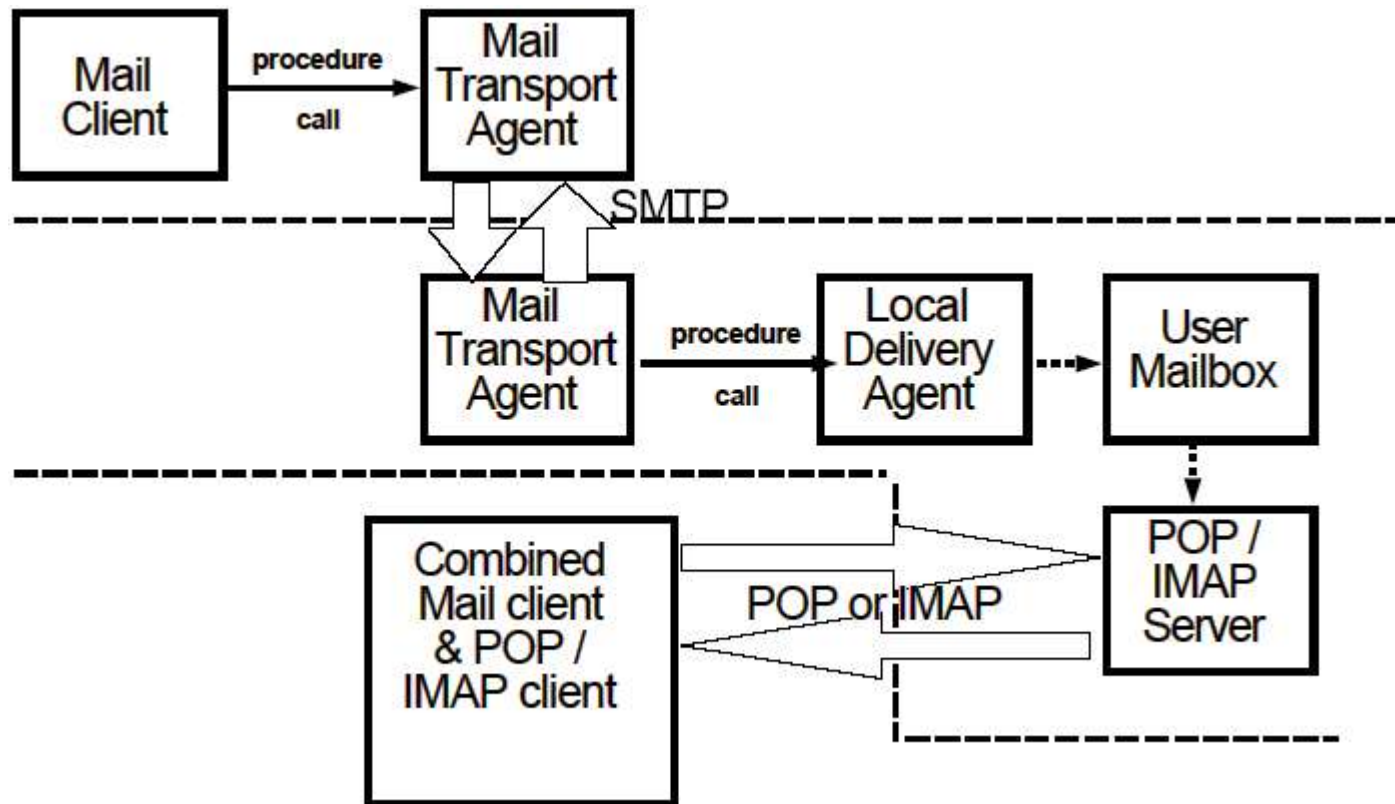 Mail
Client
procedure
call
Mail
Transport
Agent
SMTP
Mail
Transport
Agent
procedure
call
Local
Delivery
Agent
User
Mailbox
Combined
Mail client
& POP /
IMAP client
POP or IMAP
POP /
IMAP
Server